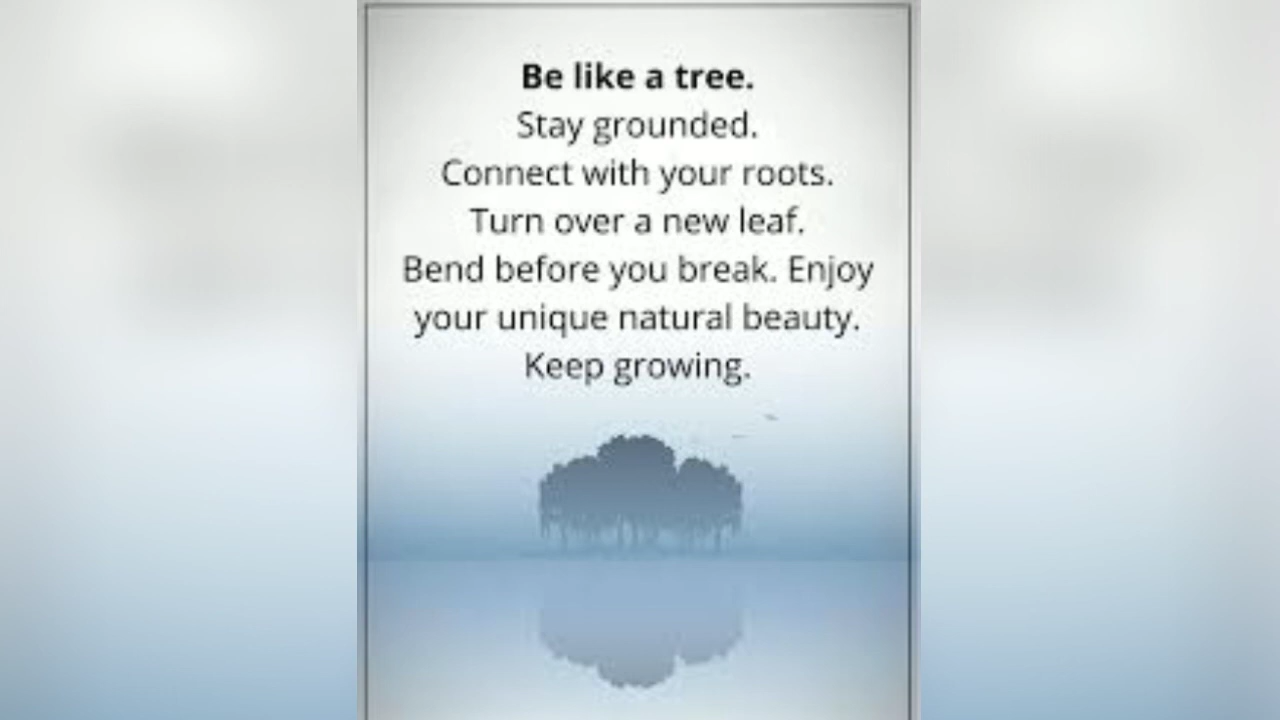 Be like a tree.
Stay grounded.
Connect with your roots.
Turn over a new leaf.
Bend before you break. Enjoy
your unique natural beauty.
Keep growing.